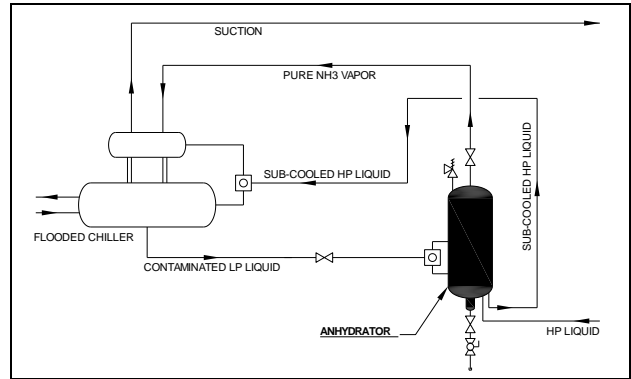 SUCTION
PURE NH3 VAPOR
SUB-COOLED HP LIQUID
SUB-COOLED HP LIQUID
FLOODED CHILLER
CONTAMINATED LP LIQUID
ANHYDRATOR
HP LIQUID